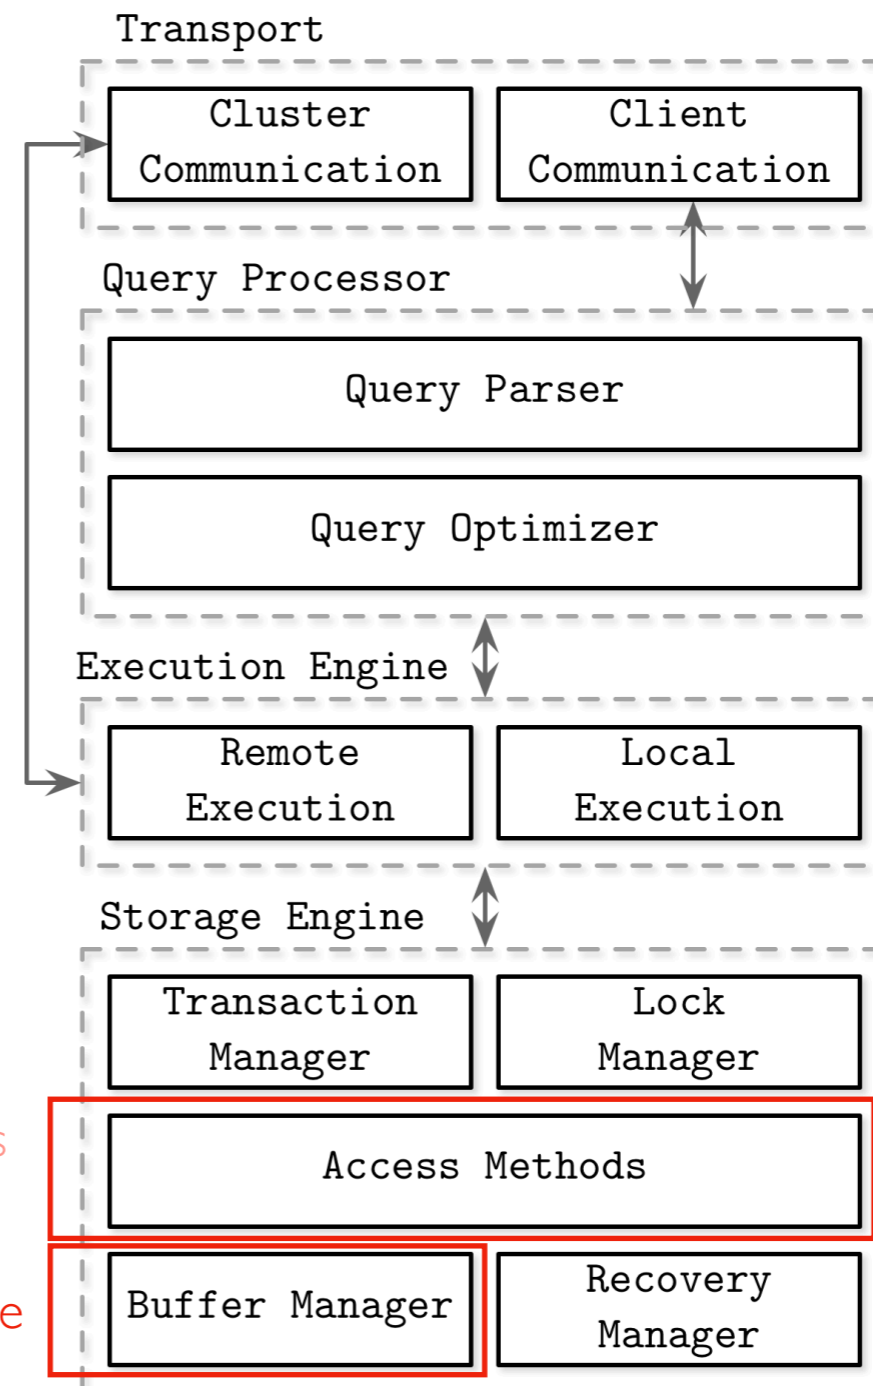 Transport
Cluster
Communication
Client
Communication
Query Processor
Query Parser
Query Optimizer
Execution Engine
Remote
Execution
Local
Execution
Storage Engine
Transaction
Manager
Lock
Manager
Access Methods
Buffer Manager
Recovery
Manager